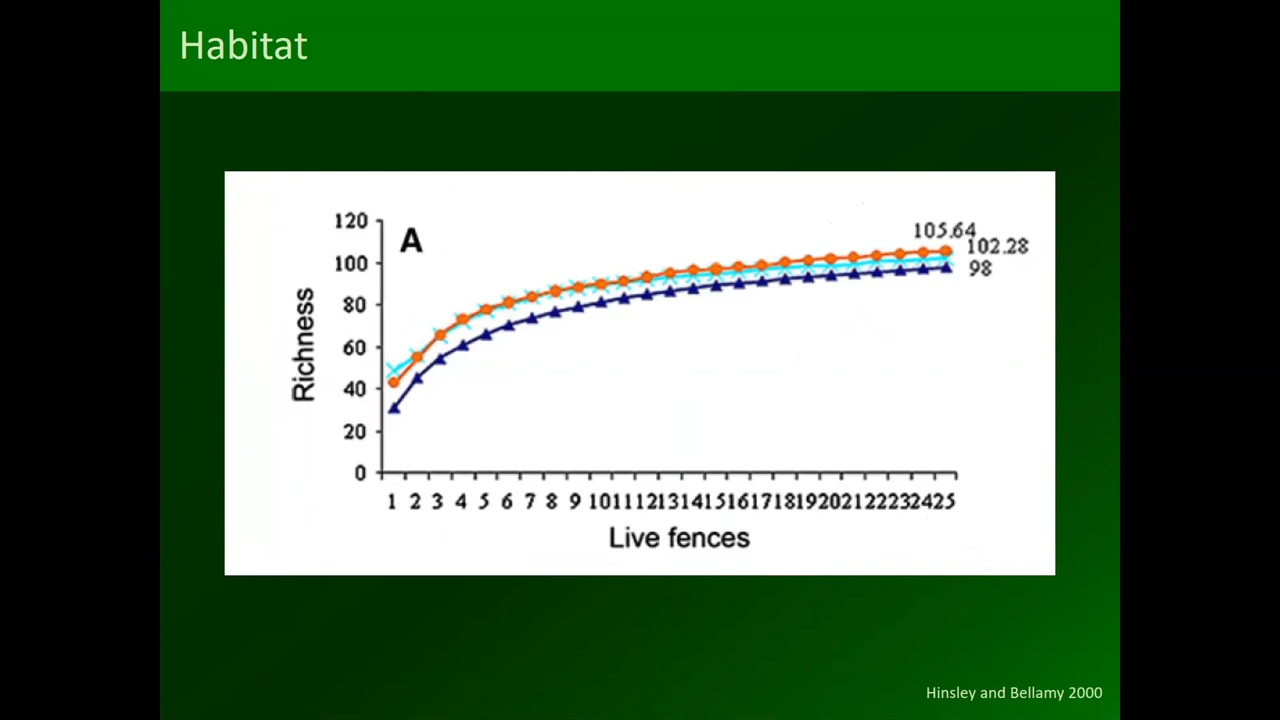 Habitat
A
120
100
80
60
40
20
0
105.64
102.28
98
Richness
1 2 3 4 5 6 7 8 9 10 11 12 13 14 15 16 17 18 19 20 21 22 23 24 25
Live fences
Hinsley and Bellamy 2000